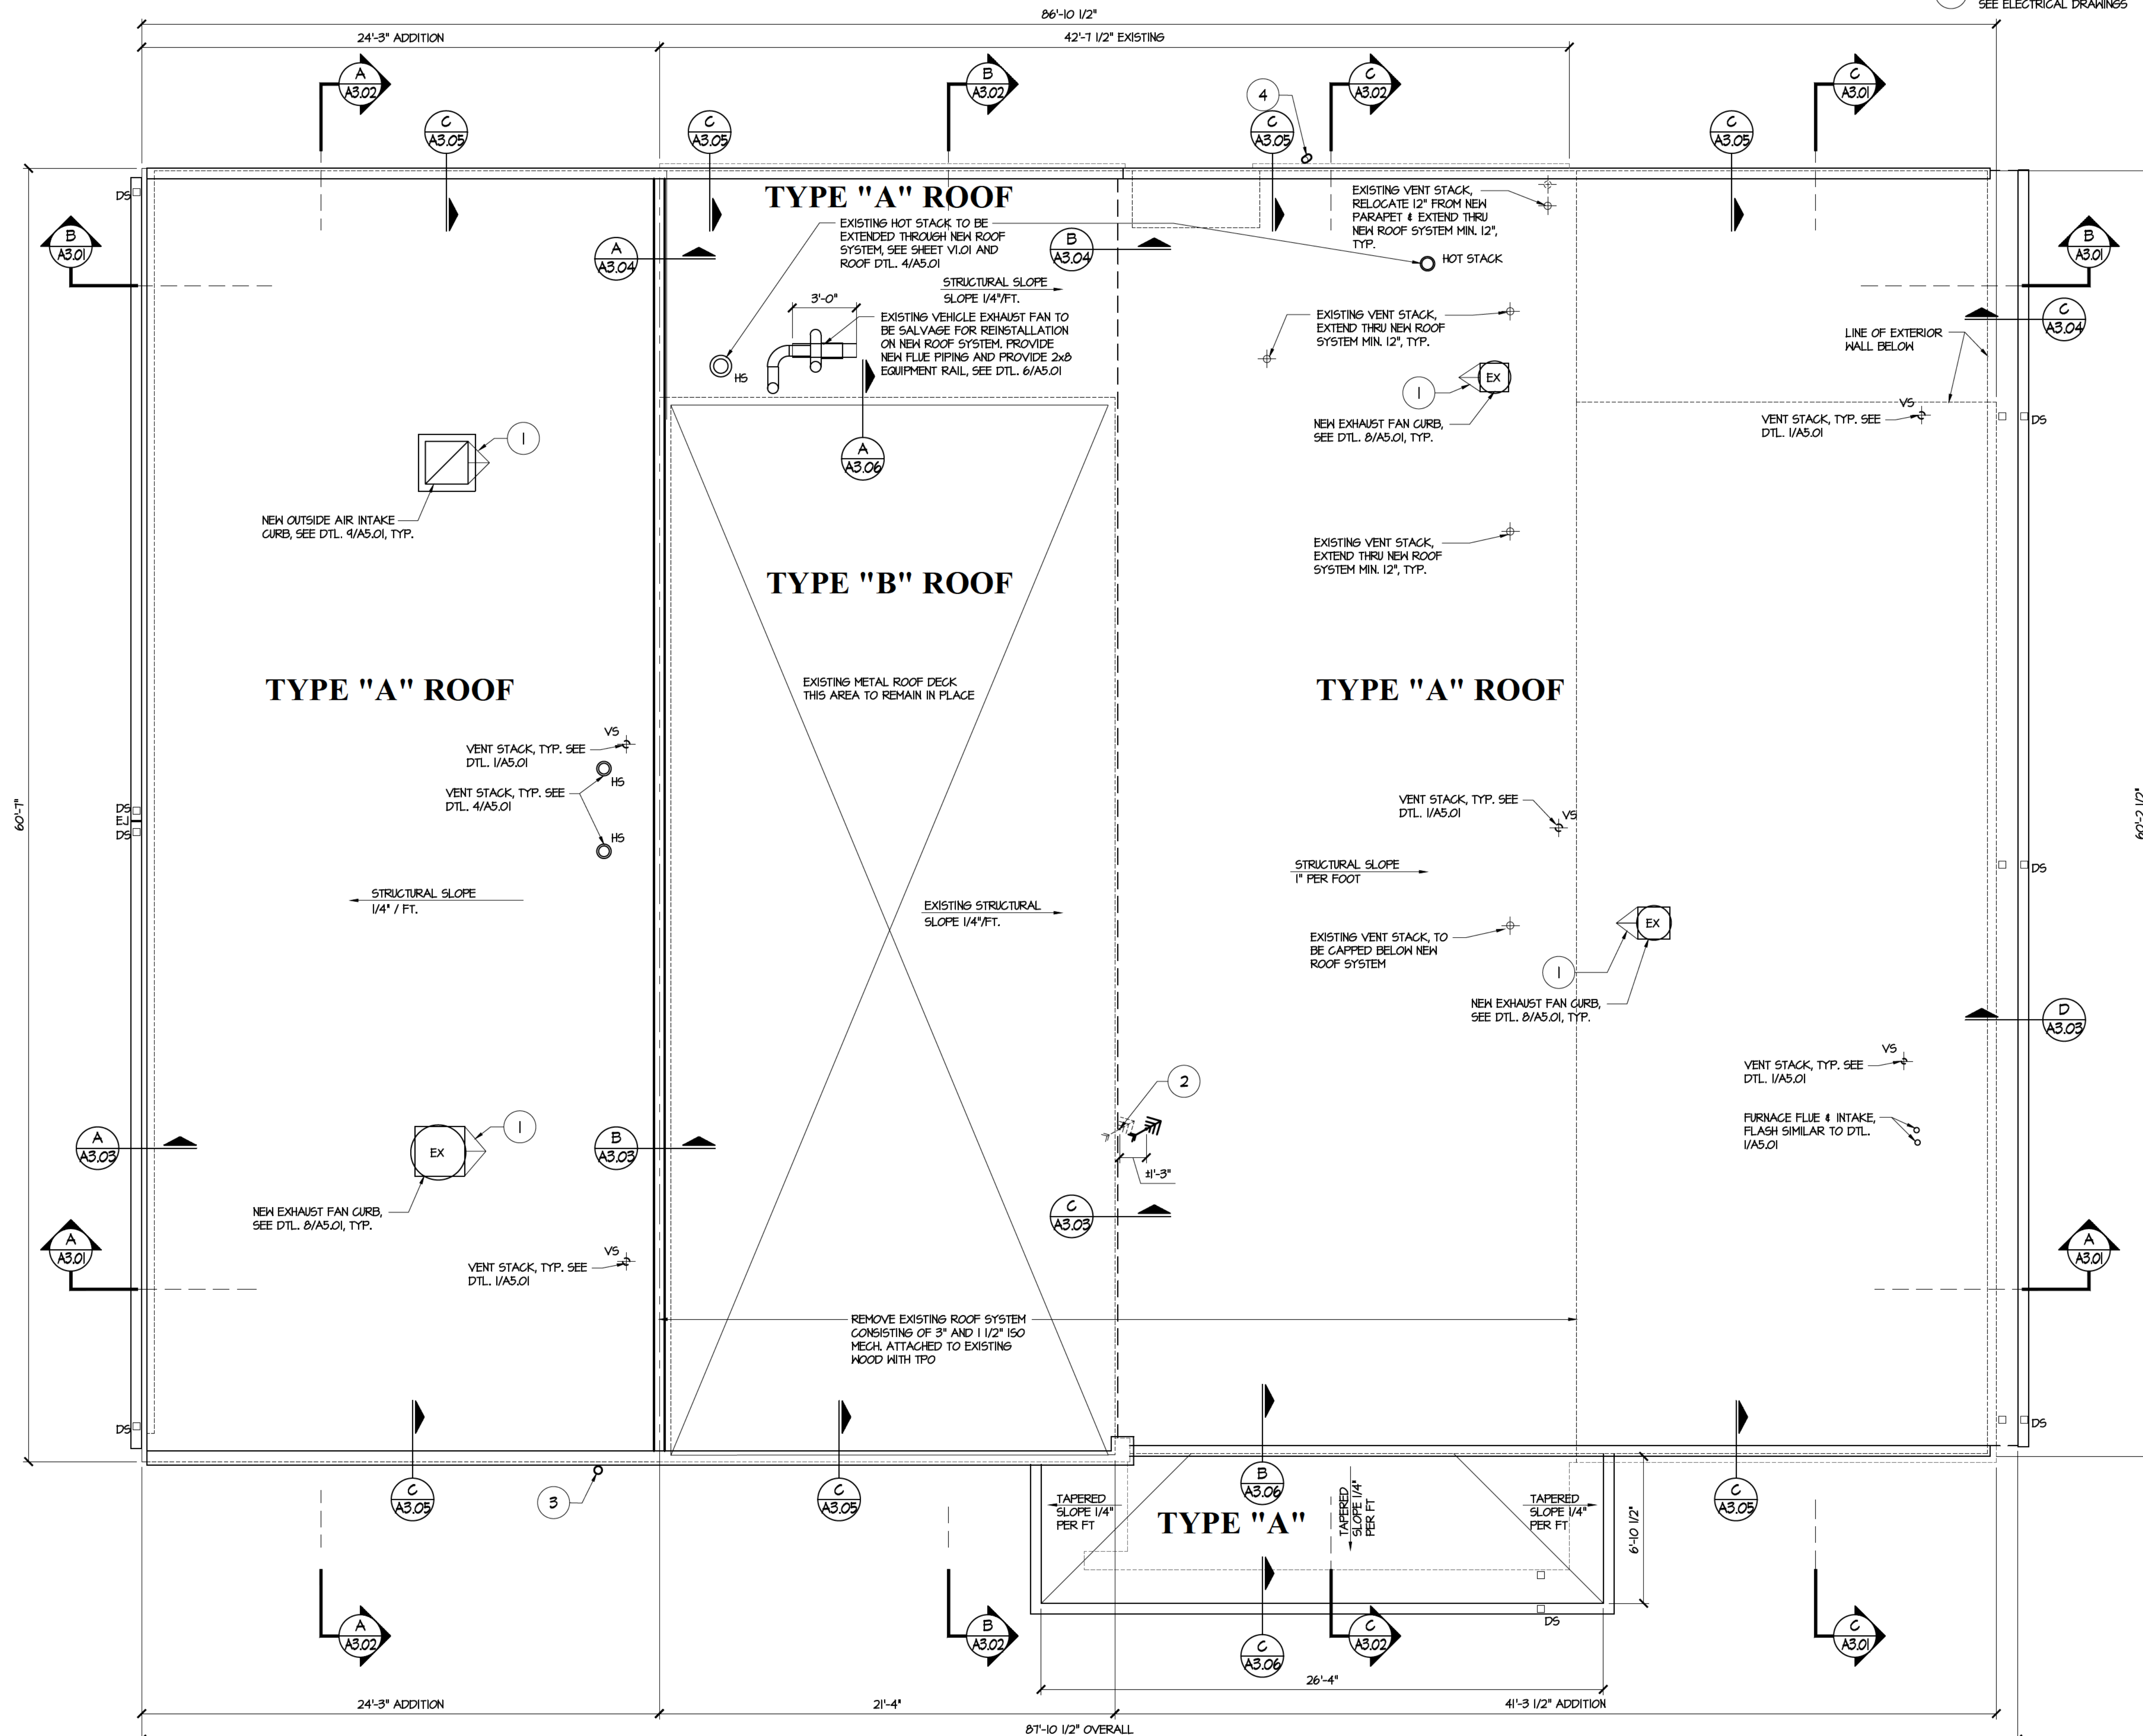 SEE ELECTRICAL DRAWINGS
86'-10 1/2"
24'-3" ADDITION
42'-7 1/2" EXISTING
A
A3.02
B
A3.02
C
A3.02
C
A3.01
4
C
A3.05
C
A3.05
C
A3.05
C
A3.05
DS
TYPE "A" ROOF
EXISTING HOT STACK TO BE
EXTENDED THROUGH NEW ROOF
SYSTEM, SEE SHEET V1.01 AND
ROOF DTL. 4/A5.01
EXISTING VENT STACK,
RELOCATE 12" FROM NEW
PARAPET & EXTEND THRU
NEW ROOF SYSTEM MIN. 12",
TYP.
B
A3.01
A
A3.04
B
A3.04
HOT STACK
B
A3.01
STRUCTURAL SLOPE
SLOPE 1/4"/FT.
3'-0"
EXISTING VEHICLE EXHAUST FAN TO
BE SALVAGE FOR REINSTALLATION
ON NEW ROOF SYSTEM. PROVIDE
NEW FLUE PIPING AND PROVIDE 2x8
EQUIPMENT RAIL, SEE DTL. 6/A5.01
HS
EXISTING VENT STACK,
EXTEND THRU NEW ROOF
SYSTEM MIN. 12", TYP.
C
A3.04
LINE OF EXTERIOR
WALL BELOW
EX
1
NEW EXHAUST FAN CURB,
SEE DTL. 8/A5.01, TYP.
VS
VENT STACK, TYP. SEE
DTL. 1/A5.01
DS
1
A
A3.06
NEW OUTSIDE AIR INTAKE
CURB, SEE DTL. 9/A5.01, TYP.
EXISTING VENT STACK,
EXTEND THRU NEW ROOF
SYSTEM MIN. 12", TYP.
TYPE "B" ROOF
TYPE "A" ROOF
EXISTING METAL ROOF DECK
THIS AREA TO REMAIN IN PLACE
TYPE "A" ROOF
VS
VENT STACK, TYP. SEE
DTL. 1/A5.01
HS
VENT STACK, TYP. SEE
DTL. 4/A5.01
HS
60'-7"
DS
EJ
DS
VENT STACK, TYP. SEE
DTL. 1/A5.01
VS
60'-2 1/2"
STRUCTURAL SLOPE
1" PER FOOT
DS
STRUCTURAL SLOPE
1/4" / FT.
EXISTING STRUCTURAL
SLOPE 1/4"/FT.
EX
EXISTING VENT STACK, TO
BE CAPPED BELOW NEW
ROOF SYSTEM
1
NEW EXHAUST FAN CURB,
SEE DTL. 8/A5.01, TYP.
D
A3.03
VS
VENT STACK, TYP. SEE
DTL. 1/A5.01
2
FURNACE FLUE & INTAKE,
FLASH SIMILAR TO DTL.
1/A5.01
±1'-3"
A
A3.03
EX
1
B
A3.03
C
A3.03
NEW EXHAUST FAN CURB,
SEE DTL. 8/A5.01, TYP.
A
A3.01
VS
VENT STACK, TYP. SEE
DTL. 1/A5.01
A
A3.01
REMOVE EXISTING ROOF SYSTEM
CONSISTING OF 3" AND 1 1/2" ISO
MECH. ATTACHED TO EXISTING
WOOD WITH TPO
DS
DS
3
C
A3.05
C
A3.05
B
A3.06
C
A3.05
TAPERED
SLOPE 1/4"
PER FT
TYPE "A"
TAPERED
SLOPE 1/4"
PER FT
TAPERED
SLOPE 1/4"
PER FT
6'-10 1/2"
DS
A
A3.02
B
A3.02
C
A3.06
C
A3.02
C
A3.01
26'-4"
24'-3" ADDITION
21'-4"
41'-3 1/2" ADDITION
87'-10 1/2" OVERALL